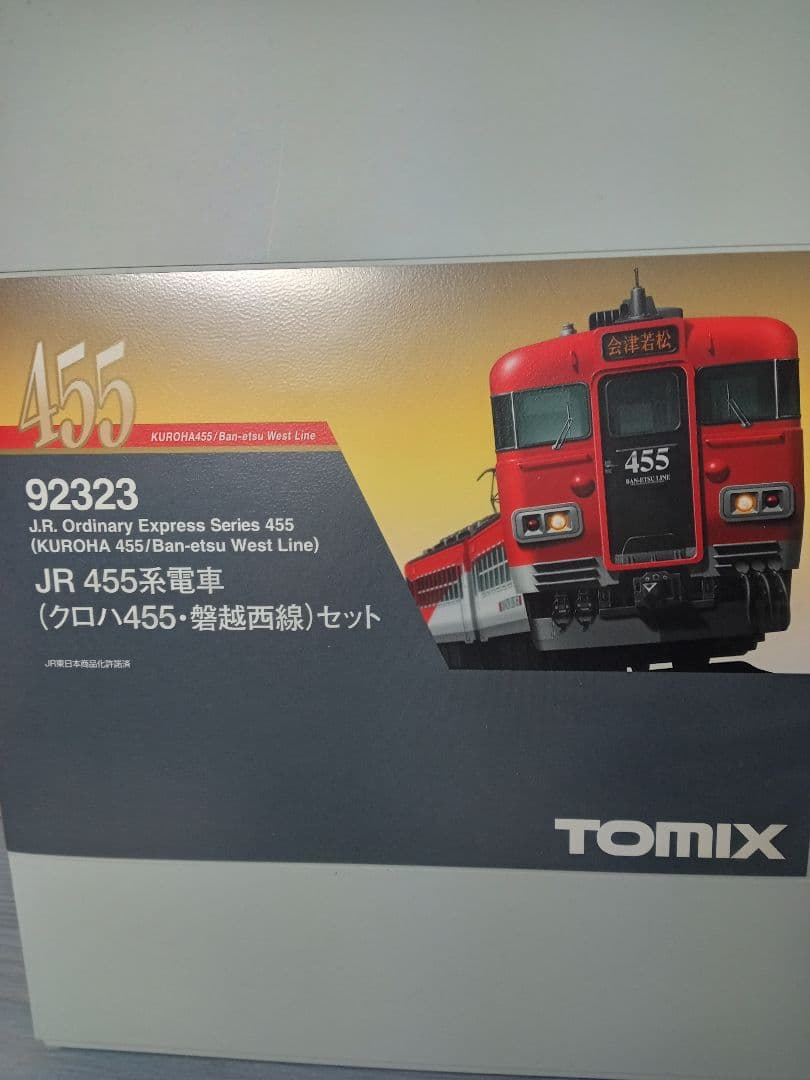 455
KUROHA455/Ban-etsu West Line
92323
J.R. Ordinary Express Series 455
(KUROHA 455/Ban-etsu West Line)
JR 455系電車
(クロハ455・磐越西線)セット
JR東日本商品化許諾済
会津若松
455
BAN-ETSU LINE
TOMIX